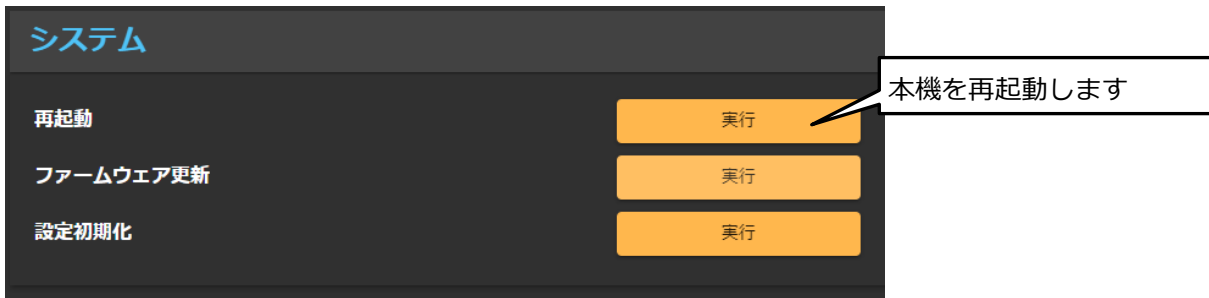 システム
再起動
実行
本機を再起動します
ファームウェア更新
実行
設定初期化
実行